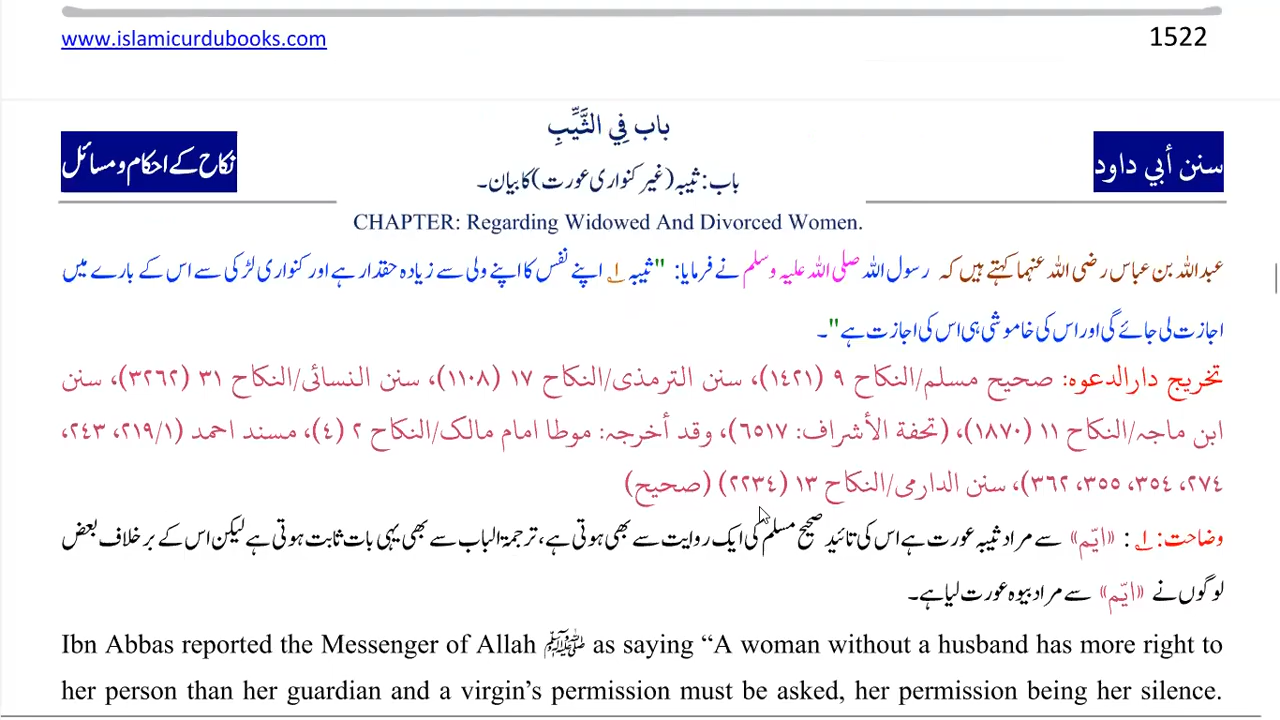 www.islamicurdubooks.com 1522
باب فِي الثَّيِّبِ
سنن أبي داود
نکاح کے احکام و مسائل
باب: ثیبہ (غیر کنواری عورت) کا بیان۔
CHAPTER: Regarding Widowed And Divorced Women.
عبداللہ بن عباس رضی اللہ عنہما کہتے ہیں کہ رسول اللہ صلی اللہ علیہ وسلم نے فرمایا: "ثیبہ ۱؎ اپنے نفس کا اپنے ولی سے زیادہ حقدار ہے اور کنواری لڑکی سے اس کے بارے میں
اجازت لی جائے گی اور اس کی خاموشی ہی اس کی اجازت ہے"۔
تخریج دارالدعوہ: صحیح مسلم/النکاح ۹ (۱۴۲۱)، سنن الترمذی/النکاح ۱۷ (۱۱۰۸)، سنن النسائی/النکاح ۳۱ (۳۲۶۲)، سنن
ابن ماجہ/النکاح ۱۱ (۱۸۷۰)، (تحفة الأشراف: ۶۵۱۷)، وقد أخرجہ: موطا امام مالک/النکاح ۲ (۴)، مسند احمد (۱/۲۱۹، ۲۴۳،
۲۷۴، ۳۵۴، ۳۵۵، ۳۶۲)، سنن الدارمی/النکاح ۱۳ (۲۲۳۴) (صحیح)
وضاحت: ۱؎ : «ایّم» سے مراد ثیبہ عورت ہے اس کی تائید صحیح مسلم کی ایک روایت سے بھی ہوتی ہے، ترجمۃ الباب سے بھی یہی بات ثابت ہوتی ہے لیکن اس کے برخلاف بعض
لوگوں نے «ایّم» سے مراد بیوہ عورت لیا ہے۔
Ibn Abbas reported the Messenger of Allah ﷺ as saying “A woman without a husband has more right to
her person than her guardian and a virgin’s permission must be asked, her permission being her silence.